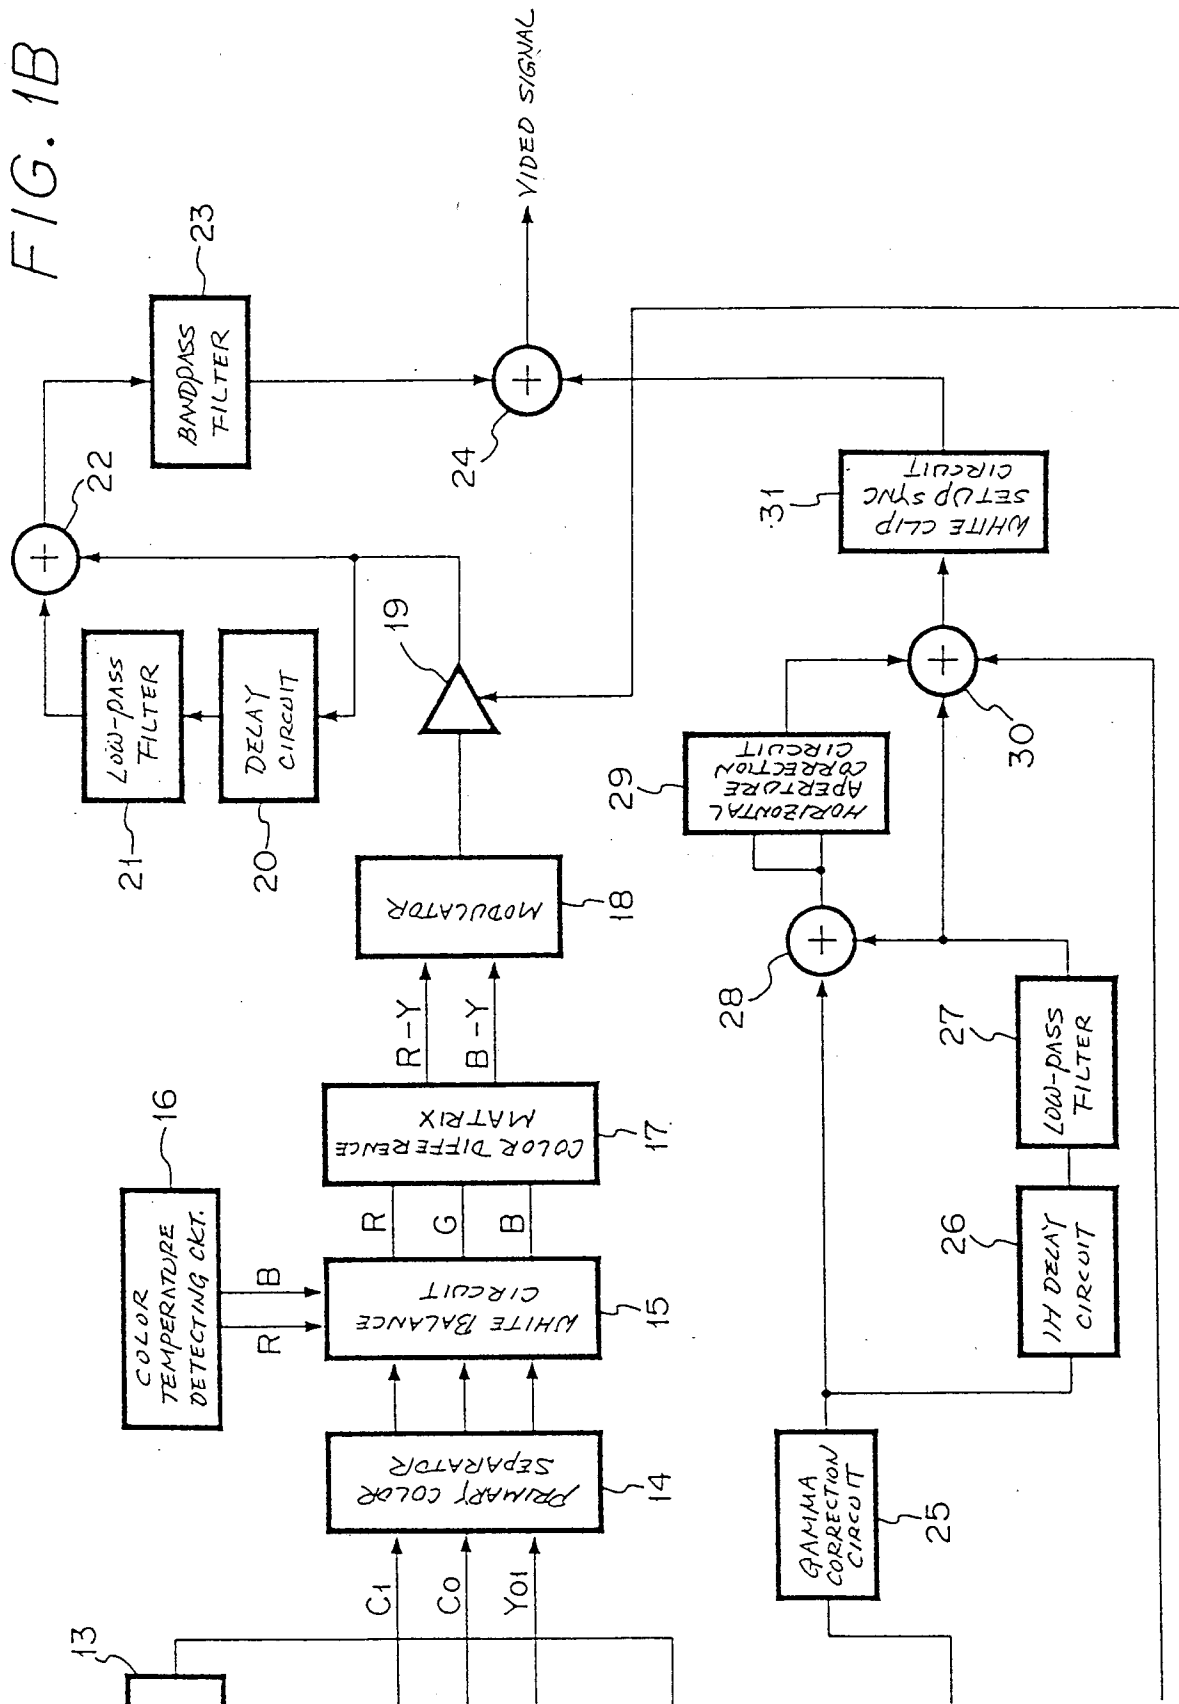 FIG. 1B
13
C1
C0
Y01
PRIMARY COLOR
SEPARATOR
14
COLOR
TEMPERATURE
DETECTING CKT.
16
R
B
WHITE BALANCE
CIRCUIT
15
R
G
B
COLOR DIFFERENCE
MATRIX
17
R-Y
B-Y
MODULATOR
18
19
DELAY
CIRCUIT
20
LOW-PASS
FILTER
21
22
BANDPASS
FILTER
23
24
VIDEO SIGNAL
GAMMA
CORRECTION
CIRCUIT
25
1H DELAY
CIRCUIT
26
LOW-PASS
FILTER
27
28
HORIZONTAL
APERTURE
CORRECTION
CIRCUIT
29
30
WHITE CLIP
SETUP SYNC
CIRCUIT
31